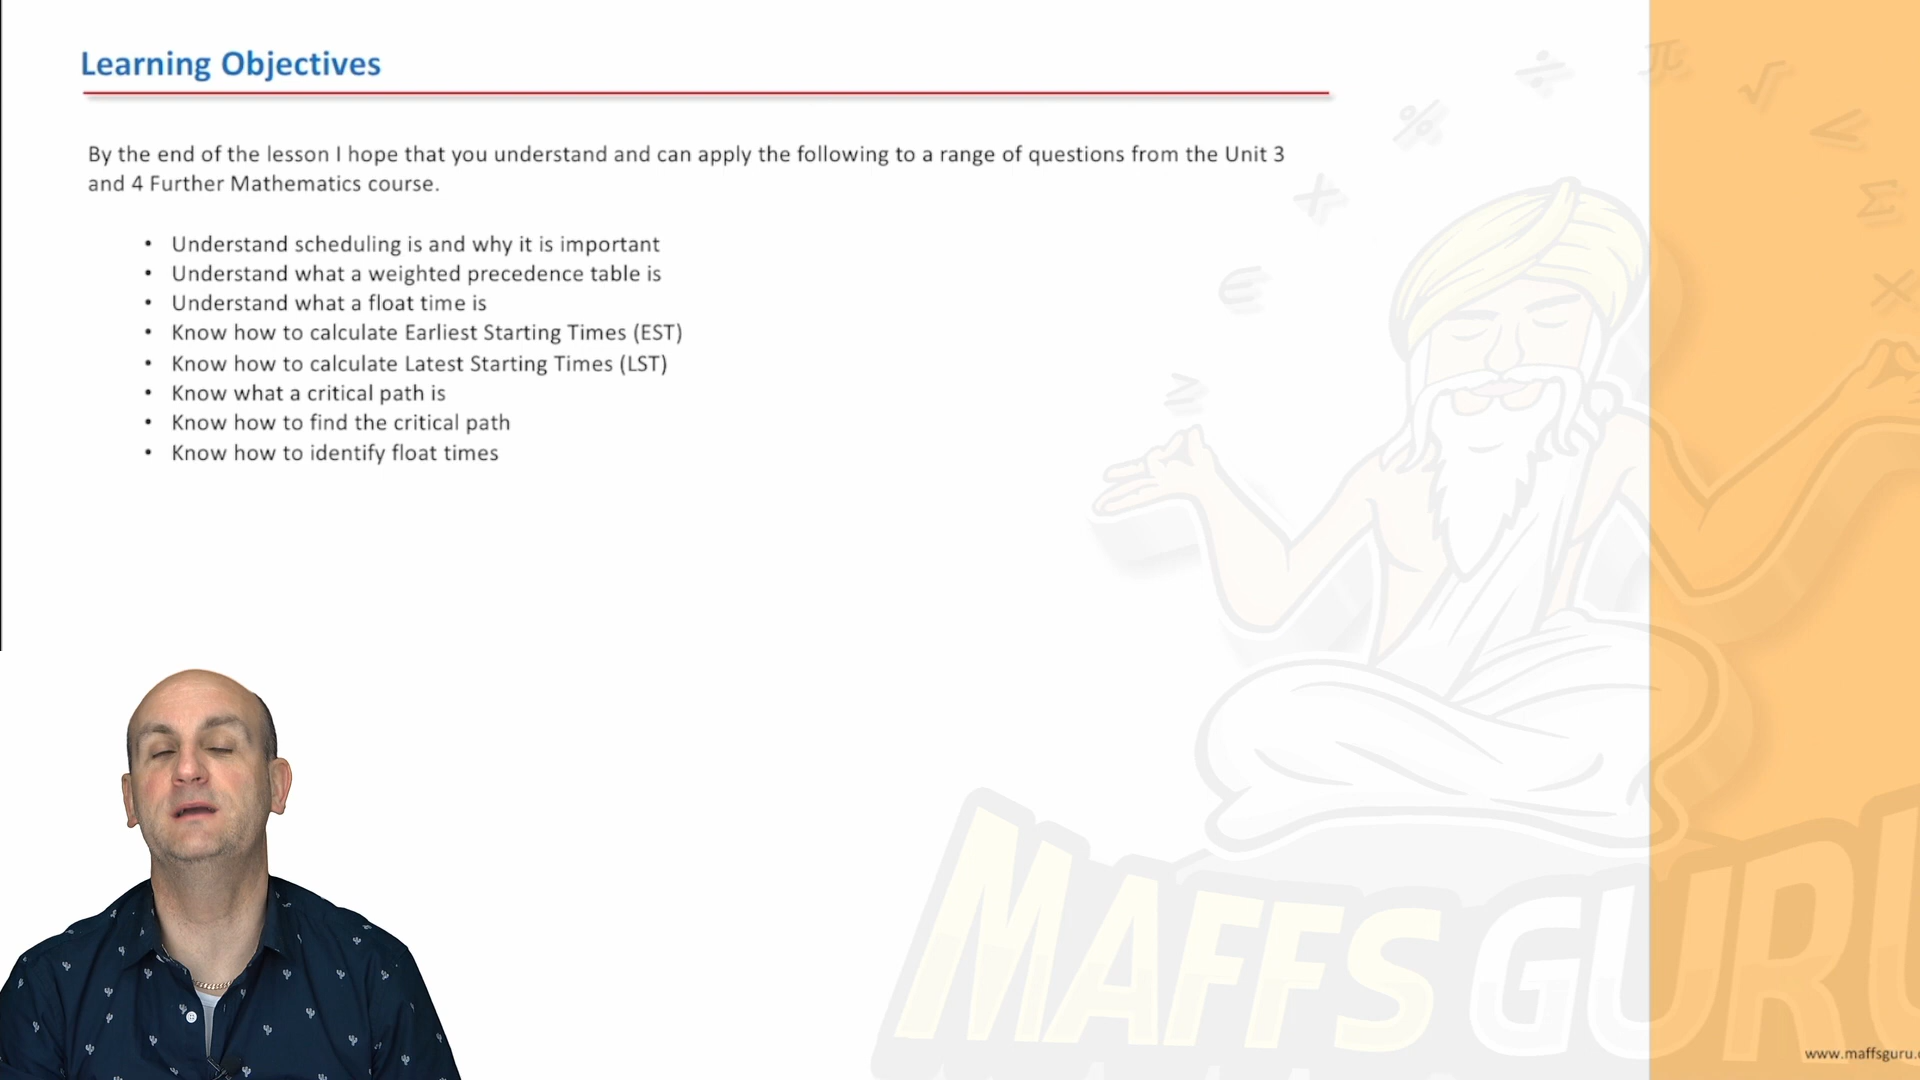 Learning Objectives
By the end of the lesson I hope that you understand and can apply the following to a range of questions from the Unit 3
and 4 Further Mathematics course.
• Understand scheduling is and why it is important
• Understand what a weighted precedence table is
• Understand what a float time is
• Know how to calculate Earliest Starting Times (EST)
• Know how to calculate Latest Starting Times (LST)
• Know what a critical path is
• Know how to find the critical path
• Know how to identify float times
MAFFS GURU
www.maffsguru.c